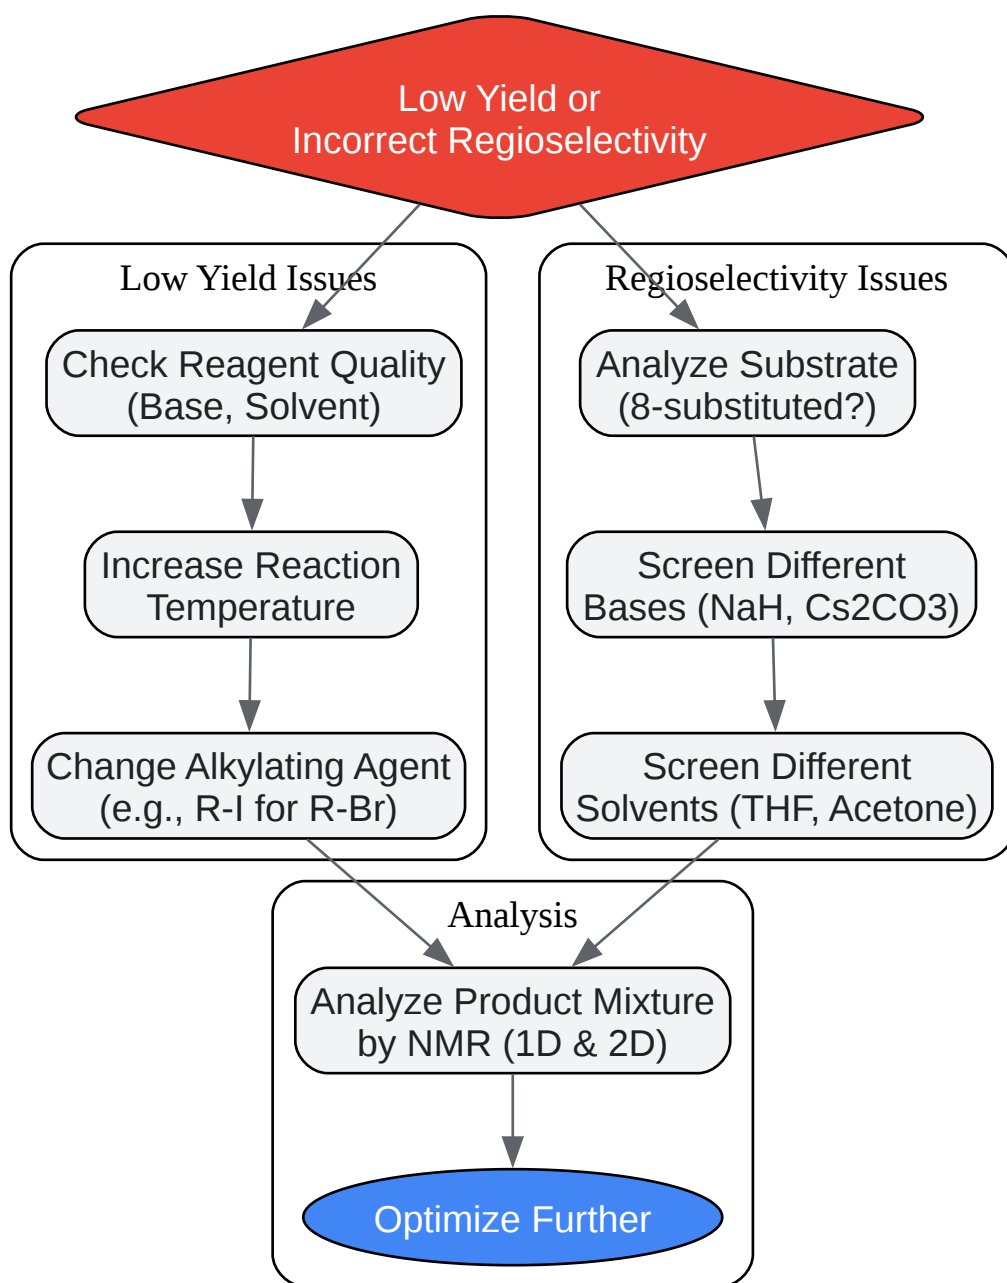 Low Yield or
Incorrect Regioselectivity
Low Yield Issues
Check Reagent Quality
(Base, Solvent)
Increase Reaction
Temperature
Change Alkylating Agent
(e.g., R-I for R-Br)
Regioselectivity Issues
Analyze Substrate
(8-substituted?)
Screen Different
Bases (NaH, Cs2CO3)
Screen Different
Solvents (THF, Acetone)
Analysis
Analyze Product Mixture
by NMR (1D & 2D)
Optimize Further